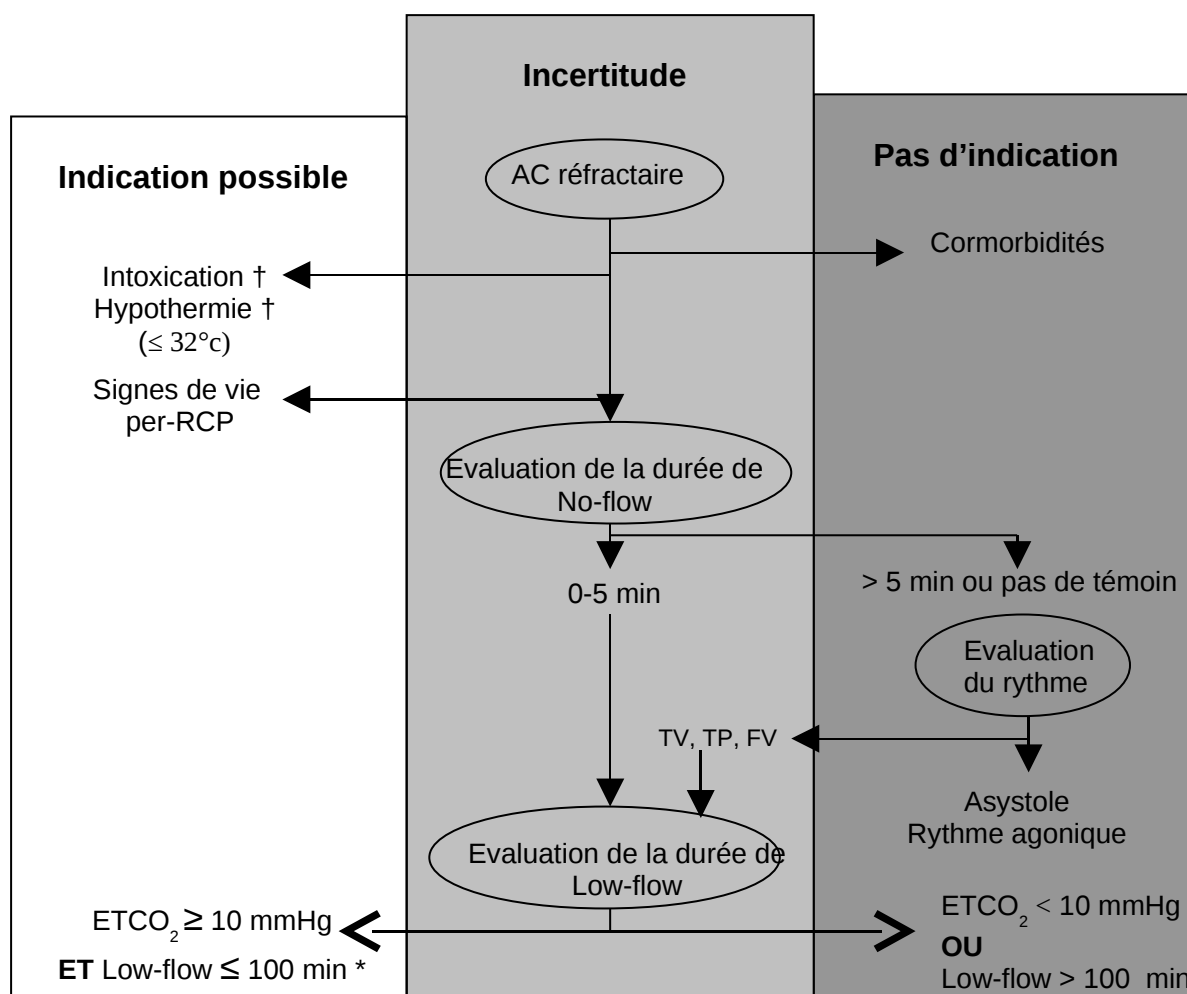 Incertitude
Indication possible
Pas d’indication
AC réfractaire
Cormorbidités
Intoxication †
Hypothermie †
(≤ 32°c)
Signes de vie
per-RCP
Evaluation de la durée de
No-flow
0-5 min
> 5 min ou pas de témoin
Evaluation
du rythme
TV, TP, FV
Asystole
Rythme agonique
Evaluation de la durée de
Low-flow
ETCO2 ≥ 10 mmHg
ET Low-flow ≤ 100 min *
ETCO2 < 10 mmHg
OU
Low-flow > 100 min